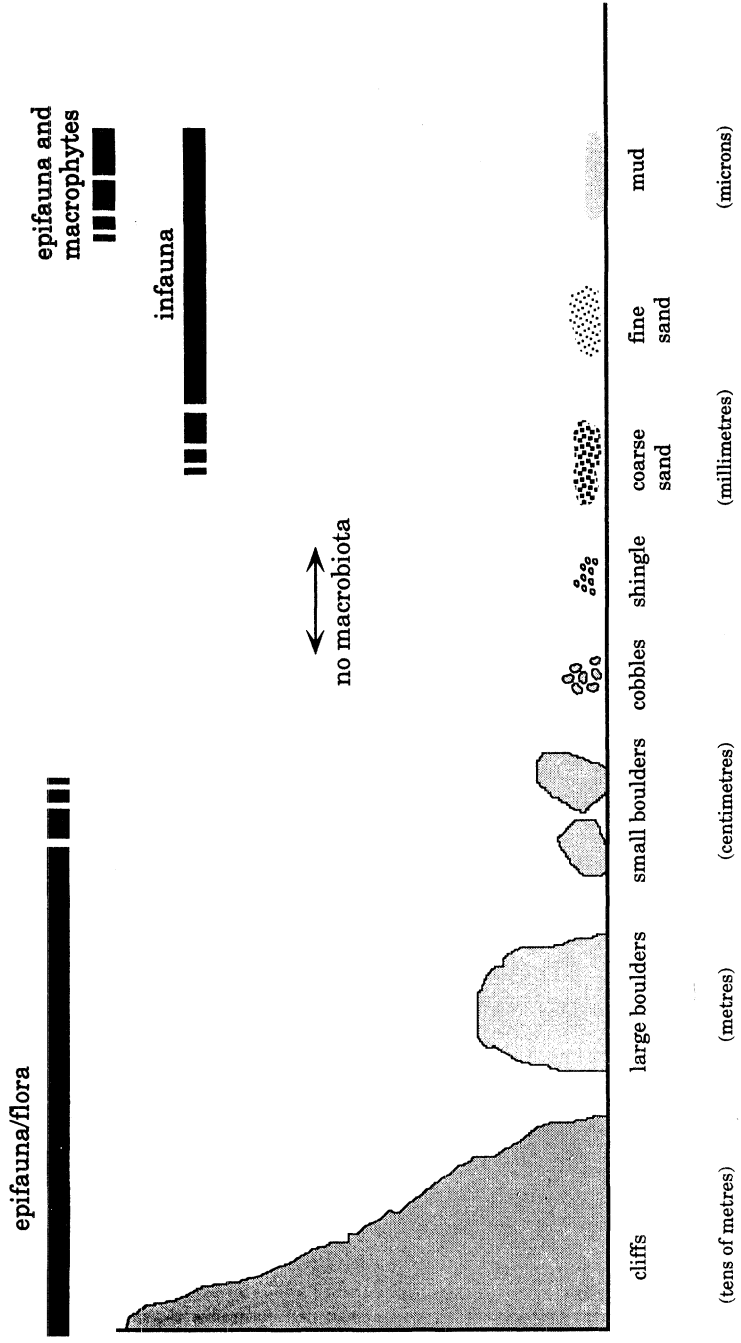 epifauna/flora
epifauna and
macrophytes
infauna
no macrobiota
cliffs
large boulders
small boulders
cobbles
shingle
coarse
sand
fine
sand
mud
(tens of metres)
(metres)
(centimetres)
(millimetres)
(microns)